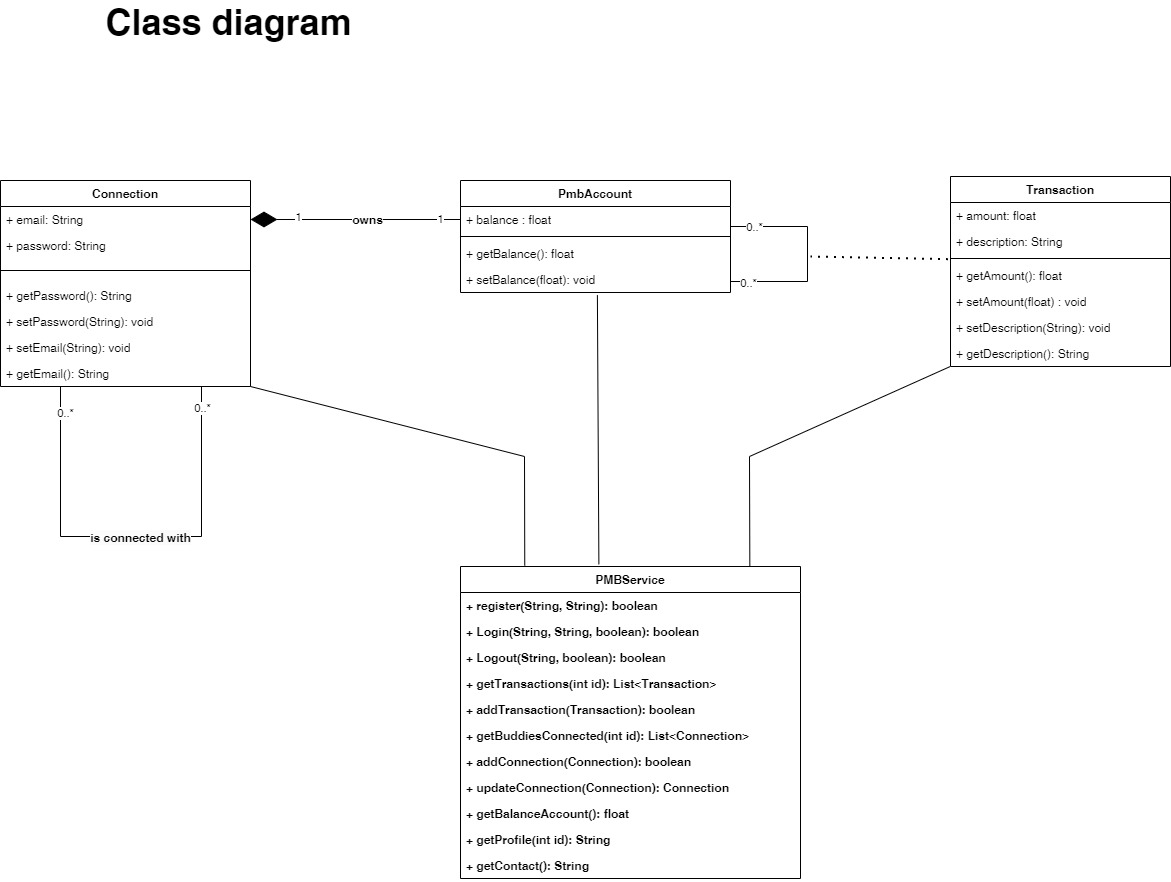 Class diagram
Connection
+ email: String
+ password: String
+ getPassword(): String
+ setPassword(String): void
+ setEmail(String): void
+ getEmail(): String
1
owns
1
PmbAccount
+ balance : float
+ getBalance(): float
+ setBalance(float): void
0..*
0..*
Transaction
+ amount: float
+ description: String
+ getAmount(): float
+ setAmount(float) : void
+ setDescription(String): void
+ getDescription(): String
0..*
0..*
is connected with
PMBService
+ register(String, String): boolean
+ Login(String, String, boolean): boolean
+ Logout(String, boolean): boolean
+ getTransactions(int id): List<Transaction>
+ addTransaction(Transaction): boolean
+ getBuddiesConnected(int id): List<Connection>
+ addConnection(Connection): boolean
+ updateConnection(Connection): Connection
+ getBalanceAccount(): float
+ getProfile(int id): String
+ getContact(): String